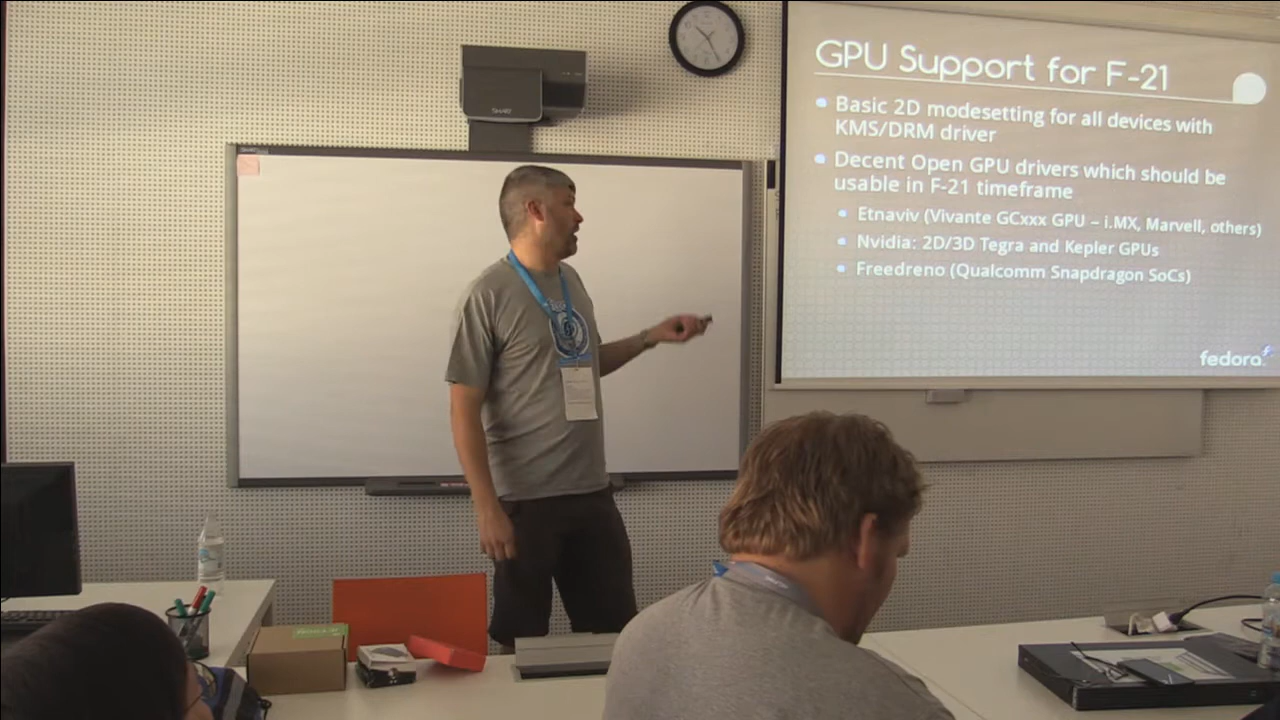 GPU Support for F-21
Basic 2D modesetting for all devices with
KMS/DRM driver
Decent Open GPU drivers which should be
usable in F-21 timeframe
Etnaviv (Vivante GCxxx GPU – i.MX, Marvell, others)
Nvidia: 2D/3D Tegra and Kepler GPUs
Freedreno (Qualcomm Snapdragon SoCs)
fedora
SMART